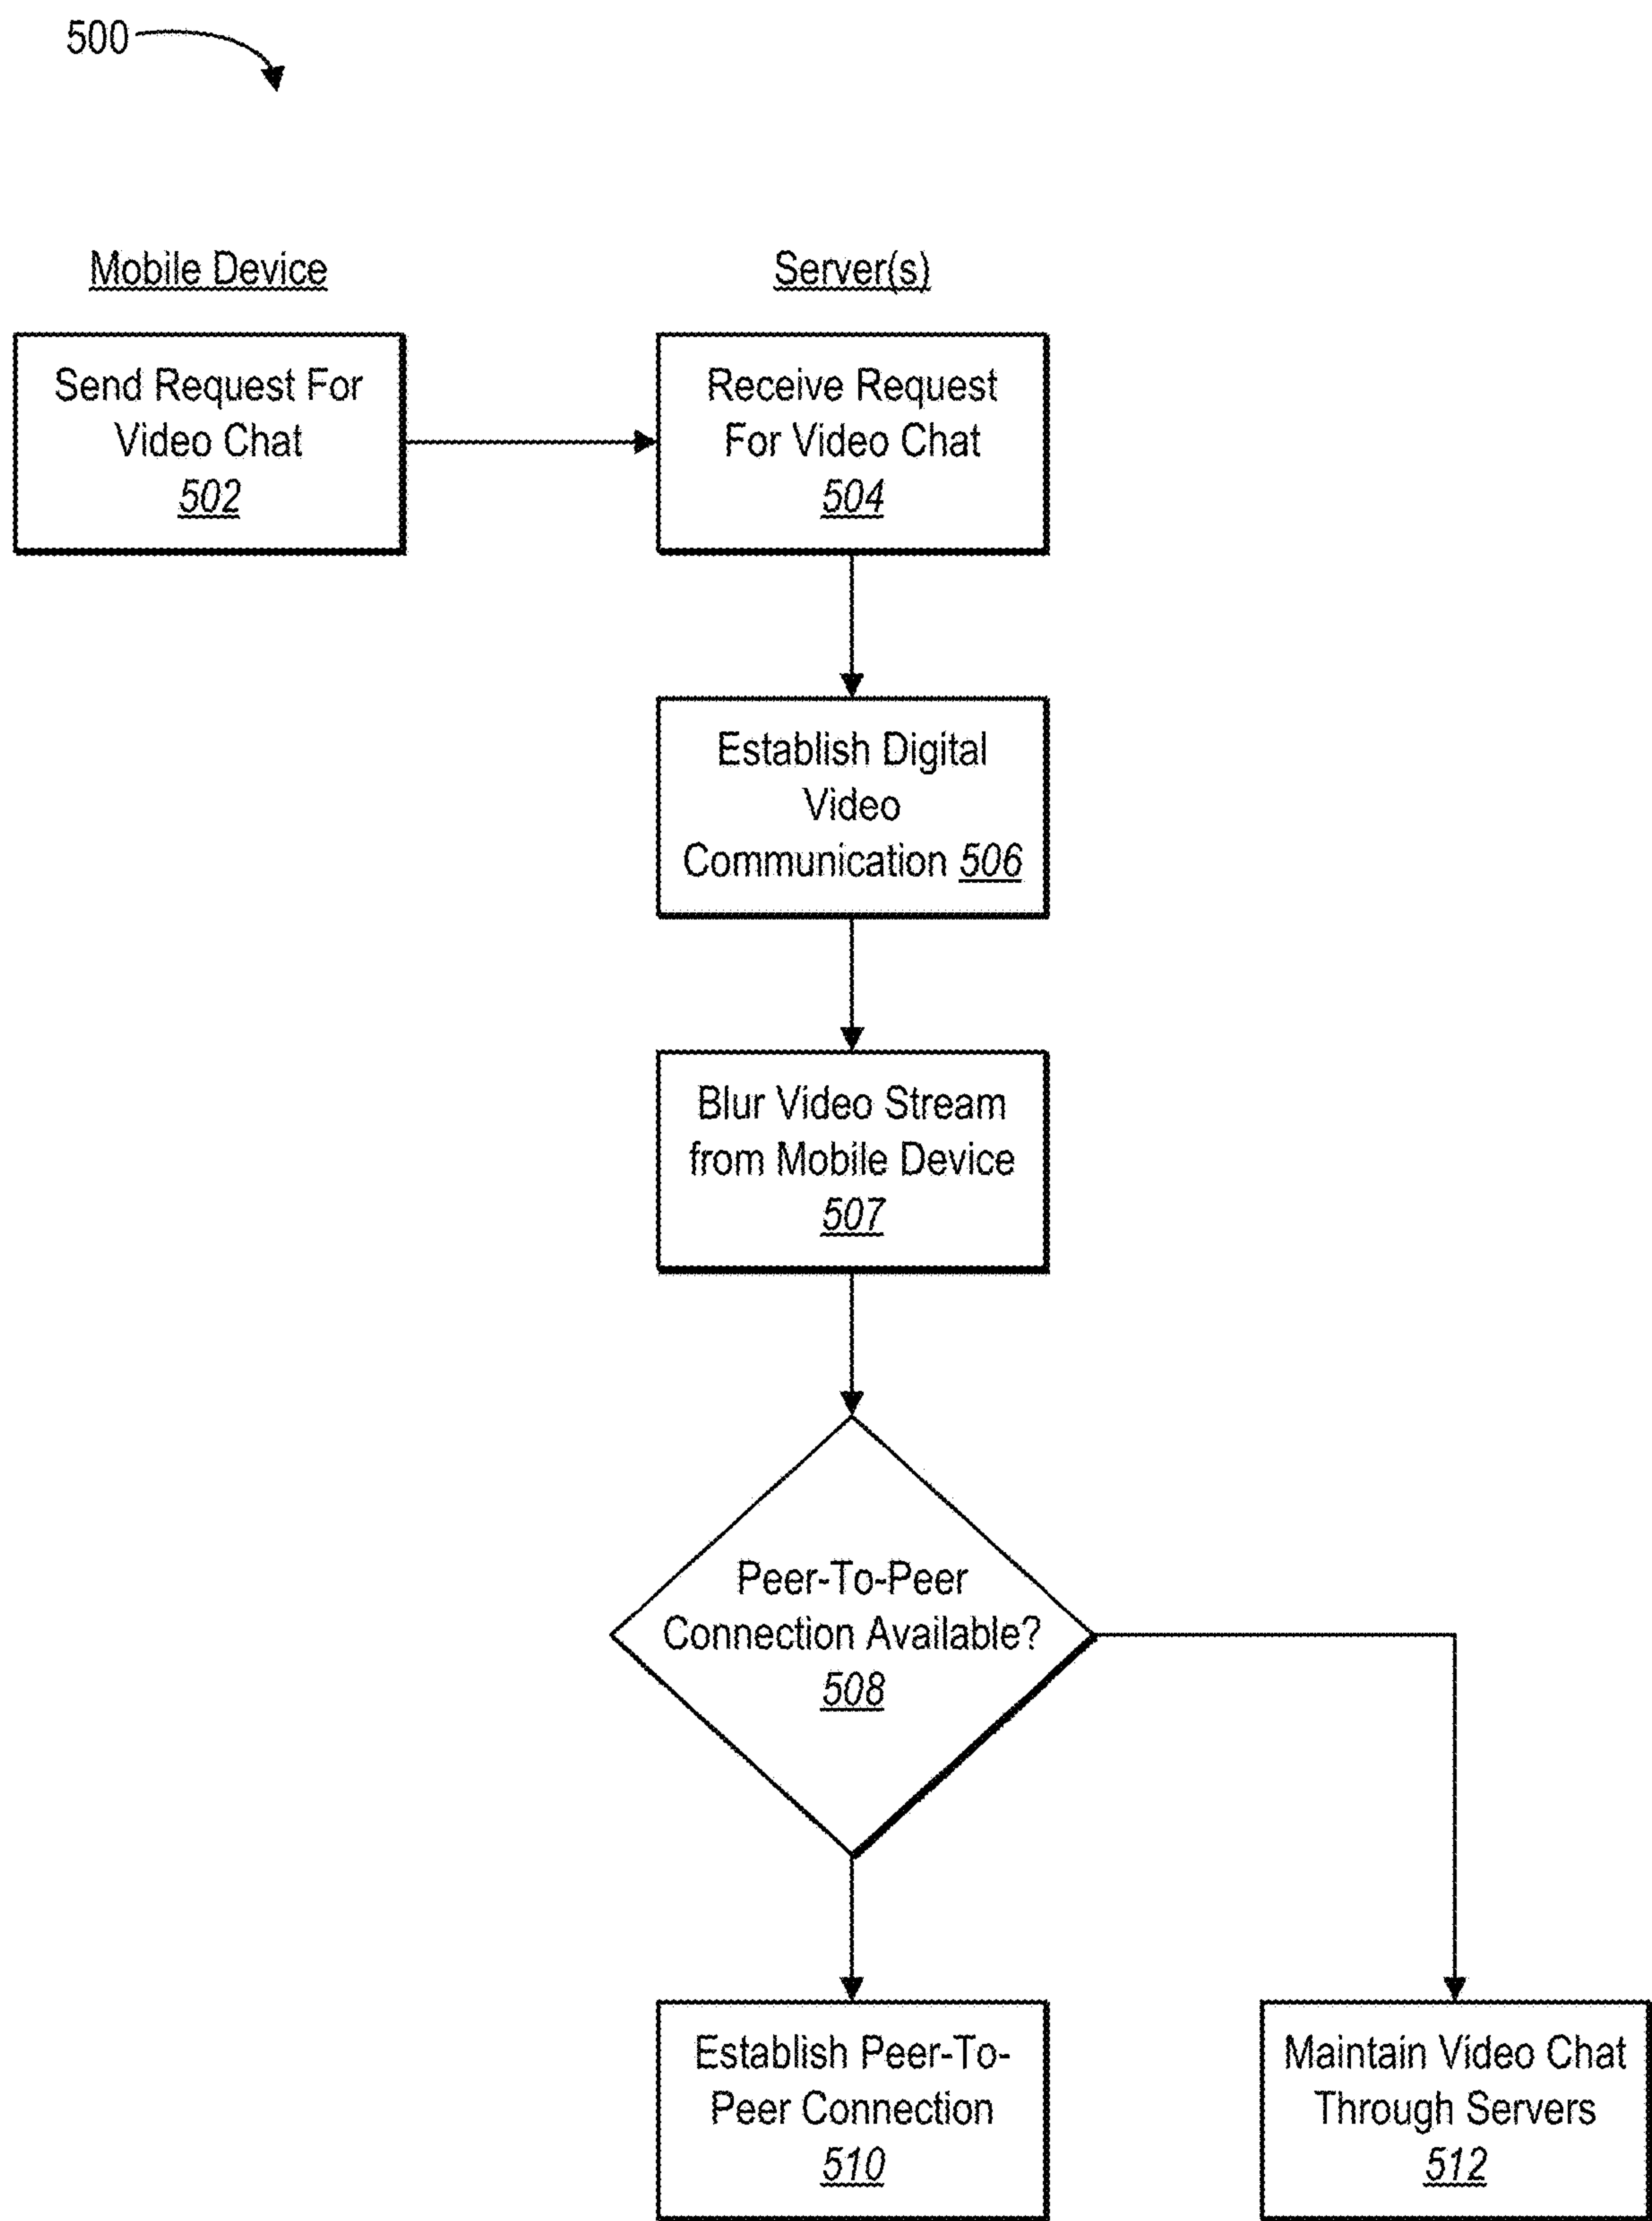 500
Mobile Device
Server(s)
Send Request For
Video Chat
502
Receive Request
For Video Chat
504
Establish Digital
Video
Communication 506
Blur Video Stream
from Mobile Device
507
Peer-To-Peer
Connection Available?
508
Establish Peer-To-
Peer Connection
510
Maintain Video Chat
Through Servers
512